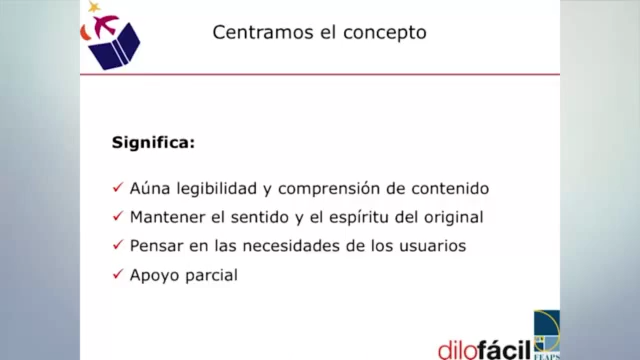 Centramos el concepto
Significa:
Aúna legibilidad y comprensión de contenido
Mantener el sentido y el espíritu del original
Pensar en las necesidades de los usuarios
Apoyo parcial
dilofácil
FEAPS